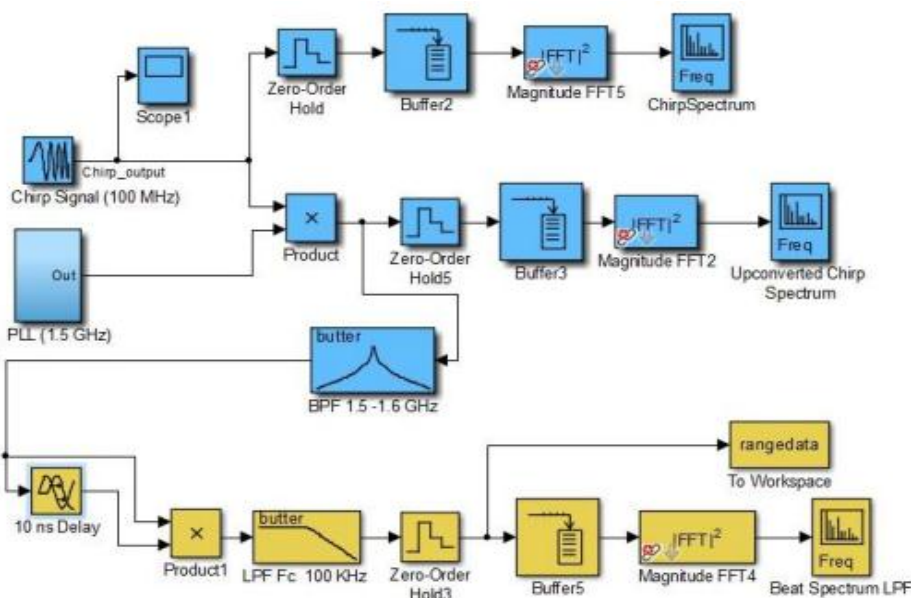 Zero-Order
Hold
Buffer2
|FFT|²
Magnitude FFT5
Freq
ChirpSpectrum
Scope1
Chirp_output
Chirp Signal (100 MHz)
×
Product
Zero-Order
Hold5
Buffer3
|FFT|²
Magnitude FFT2
Freq
Upconverted Chirp
Spectrum
Out
PLL (1.5 GHz)
butter
BPF 1.5 -1.6 GHz
rangedata
To Workspace
10 ns Delay
×
Product1
butter
LPF Fc 100 KHz
Zero-Order
Hold3
Buffer5
|FFT|²
Magnitude FFT4
Freq
Beat Spectrum LPF